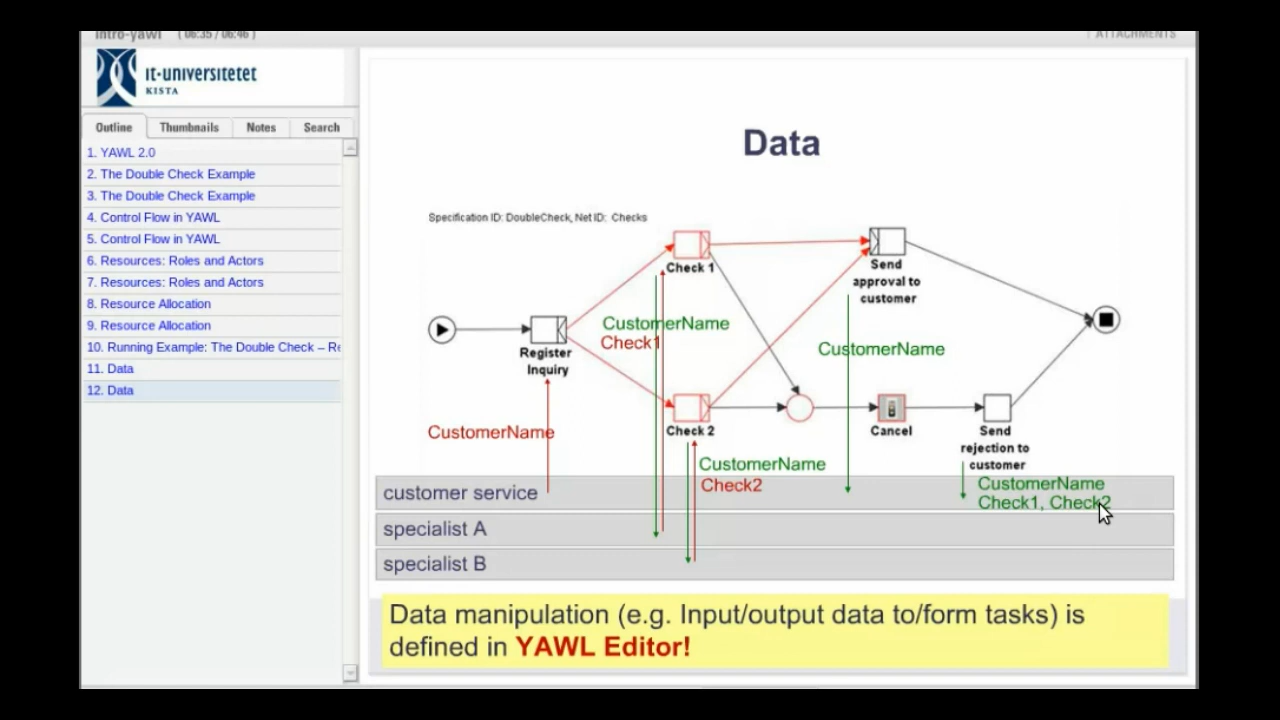 intro-yawl ( 06:35 / 06:46 )
ATTACHMENTS
it-universitetet
KISTA
Outline Thumbnails Notes Search
1. YAWL 2.0
2. The Double Check Example
3. The Double Check Example
4. Control Flow in YAWL
5. Control Flow in YAWL
6. Resources: Roles and Actors
7. Resources: Roles and Actors
8. Resource Allocation
9. Resource Allocation
10. Running Example: The Double Check – Re
11. Data
12. Data
Data
Specification ID: DoubleCheck, Net ID: Checks
Check 1
Send
approval to
customer
CustomerName
Check1
Register
Inquiry
CustomerName
CustomerName
Check 2
Cancel
Send
rejection to
customer
CustomerName
Check2
CustomerName
Check1, Check2
customer service
specialist A
specialist B
Data manipulation (e.g. Input/output data to/form tasks) is
defined in YAWL Editor!